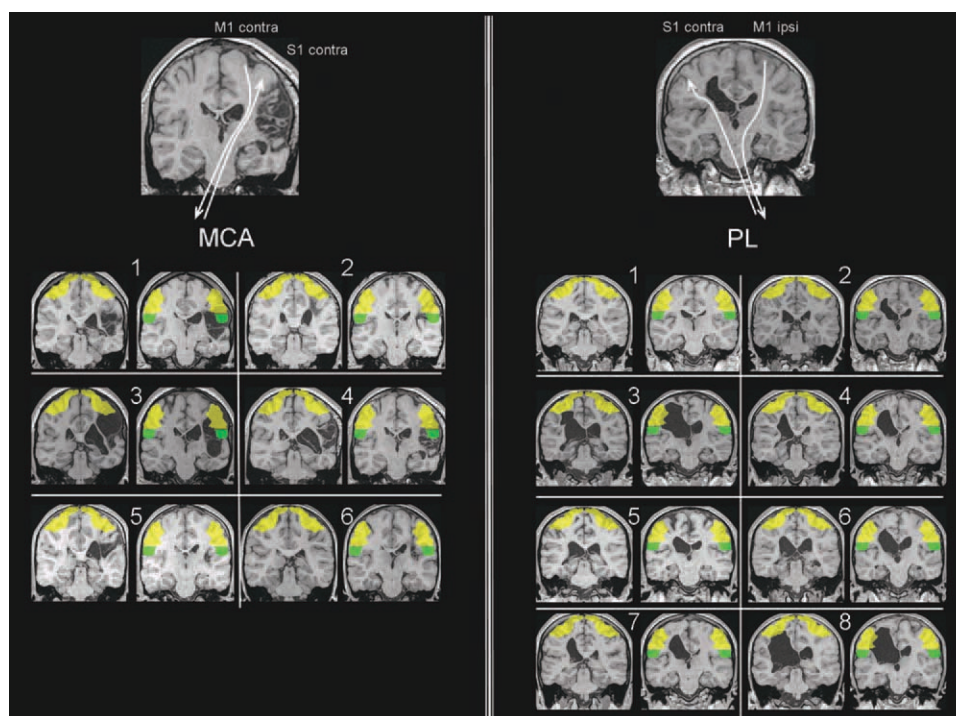 M1 contra
S1 contra
MCA
1 2
3 4
5 6
S1 contra M1 ipsi
PL
1 2
3 4
5 6
7 8